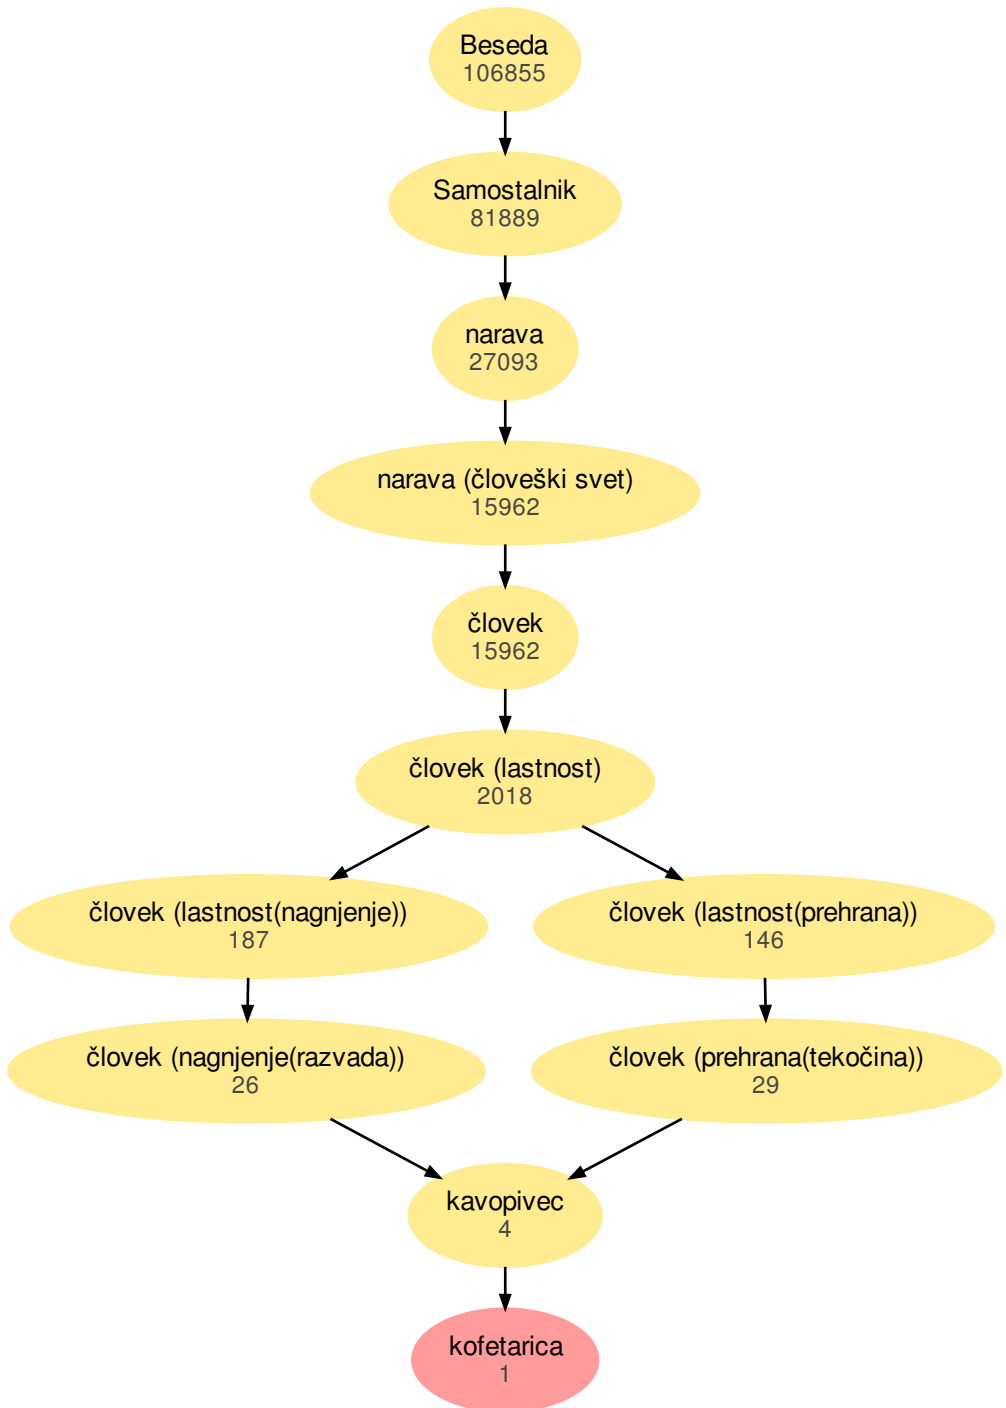 Beseda
106855
Samostalnik
81889
narava
27093
narava (človeški svet)
15962
človek
15962
človek (lastnost)
2018
človek (lastnost(nagnjenje))
187
človek (lastnost(prehrana))
146
človek (nagnjenje(razvada))
26
človek (prehrana(tekočina))
29
kavopivec
4
kofetarica
1